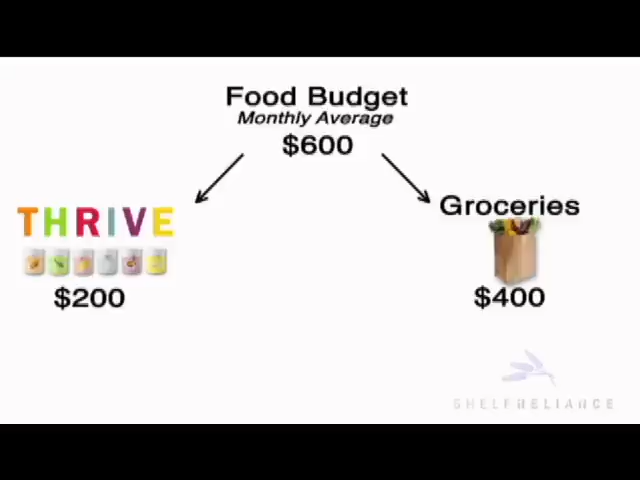 Food Budget
Monthly Average
$600
THRIVE
Groceries
$200
$400
SHELF RELIANCE